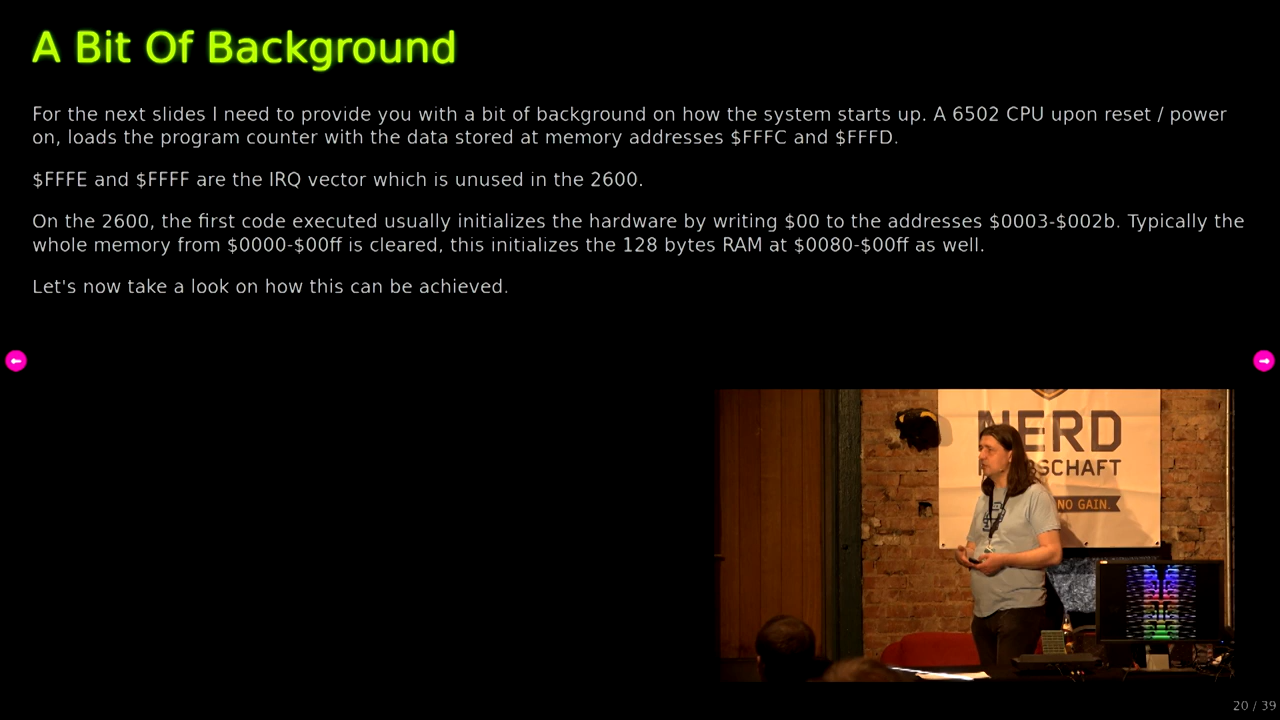 A Bit Of Background
For the next slides I need to provide you with a bit of background on how the system starts up. A 6502 CPU upon reset / power
on, loads the program counter with the data stored at memory addresses $FFFC and $FFFD.
$FFFE and $FFFF are the IRQ vector which is unused in the 2600.
On the 2600, the first code executed usually initializes the hardware by writing $00 to the addresses $0003-$002b. Typically the
whole memory from $0000-$00ff is cleared, this initializes the 128 bytes RAM at $0080-$00ff as well.
Let's now take a look on how this can be achieved.
NERD
NO GAIN.
20 / 39